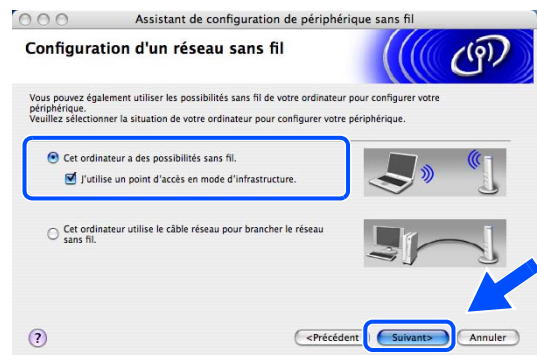 Assistant de configuration de périphérique sans fil
Configuration d'un réseau sans fil
Vous pouvez également utiliser les possibilités sans fil de votre ordinateur pour configurer votre
périphérique.
Veuillez sélectionner la situation de votre ordinateur pour configurer votre périphérique.
Cet ordinateur a des possibilités sans fil.
J'utilise un point d'accès en mode d'infrastructure.
Cet ordinateur utilise le câble réseau pour brancher le réseau
sans fil.
?
<Précédent
Suivant>
Annuler